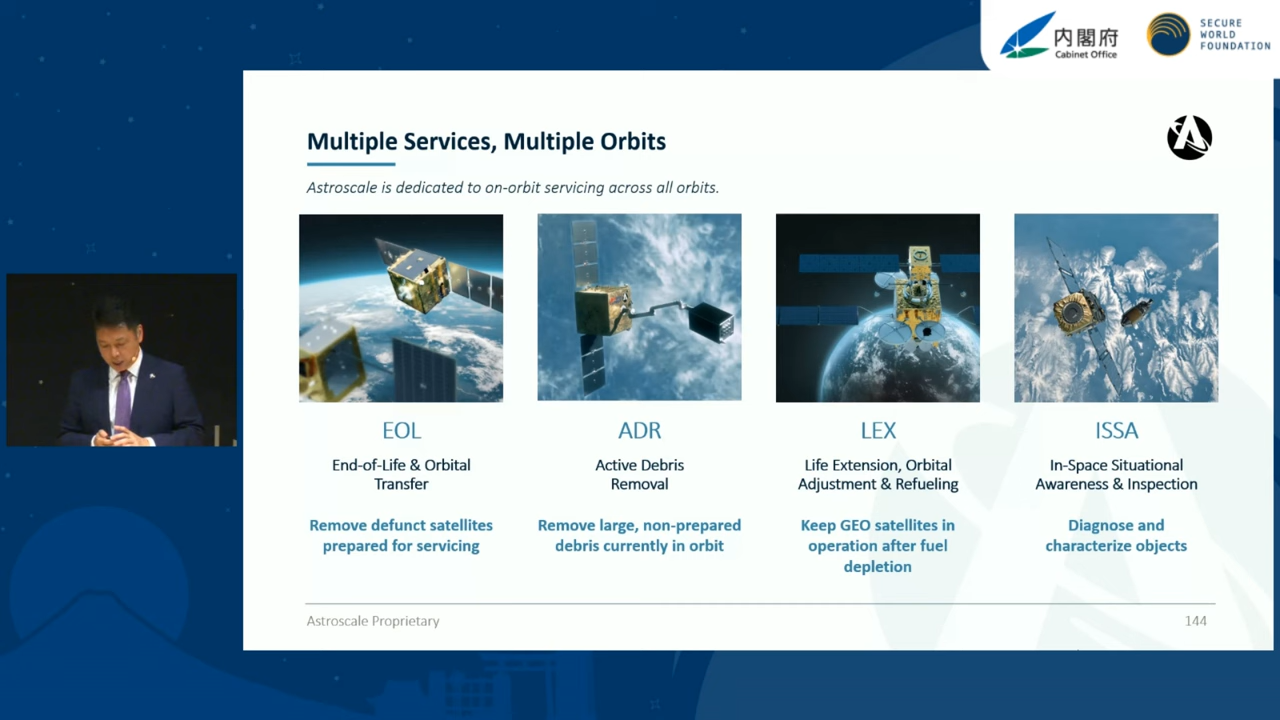 内閣府
Cabinet Office
SECURE
WORLD
FOUNDATION
Multiple Services, Multiple Orbits
Astroscale is dedicated to on-orbit servicing across all orbits.
EOL
End-of-Life & Orbital
Transfer
Remove defunct satellites
prepared for servicing
ADR
Active Debris
Removal
Remove large, non-prepared
debris currently in orbit
LEX
Life Extension, Orbital
Adjustment & Refueling
Keep GEO satellites in
operation after fuel
depletion
ISSA
In-Space Situational
Awareness & Inspection
Diagnose and
characterize objects
Astroscale Proprietary
144